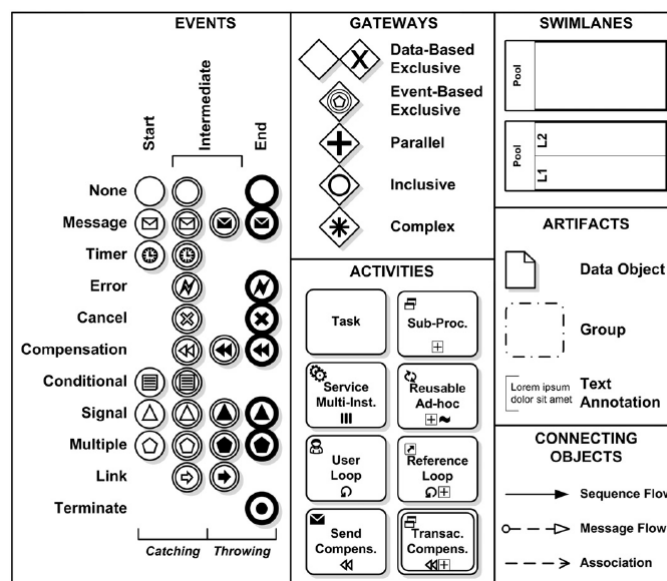 EVENTS
Start
Intermediate
End
None
Message
Timer
Error
Cancel
Compensation
Conditional
Signal
Multiple
Link
Terminate
Catching
Throwing
GATEWAYS
X
Data-Based
Exclusive
Event-Based
Exclusive
Parallel
Inclusive
Complex
ACTIVITIES
Task
Sub-Proc.
Service
Multi-Inst.
Reusable
Ad-hoc
User
Loop
Reference
Loop
Send
Compens.
Transac.
Compens.
SWIMLANES
Pool
Pool
L2
L1
ARTIFACTS
Data Object
Group
Lorem ipsum
dolor sit amet
Text
Annotation
CONNECTING
OBJECTS
Sequence Flow
Message Flow
Association